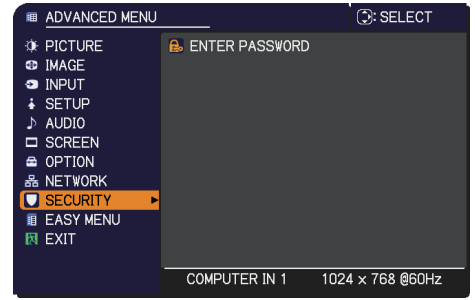 ADVANCED MENU : SELECT
PICTURE ENTER PASSWORD
IMAGE
INPUT
SETUP
AUDIO
SCREEN
OPTION
NETWORK
SECURITY
EASY MENU
EXIT
COMPUTER IN 1 1024 × 768 @60Hz